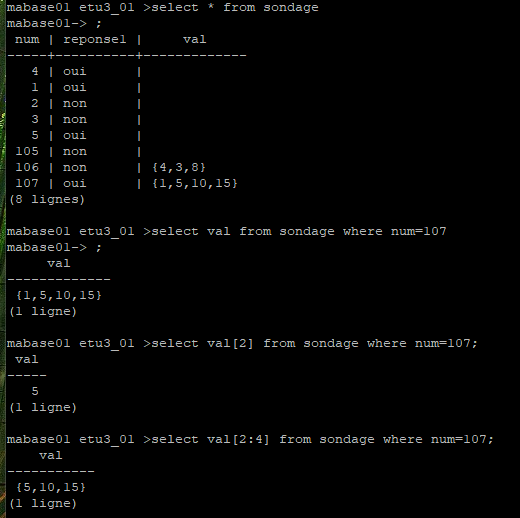 mabase01 etu3_01 >select * from sondage
mabase01-> ;
 num | reponse1 |     val
-----+----------+-------------
   4 | oui      |
   1 | oui      |
   2 | non      |
   3 | non      |
   5 | oui      |
 105 | non      |
 106 | non      | {4,3,8}
 107 | oui      | {1,5,10,15}
(8 lignes)

mabase01 etu3_01 >select val from sondage where num=107
mabase01-> ;
     val
-------------
 {1,5,10,15}
(1 ligne)

mabase01 etu3_01 >select val[2] from sondage where num=107;
 val
-----
   5
(1 ligne)

mabase01 etu3_01 >select val[2:4] from sondage where num=107;
    val
-----------
 {5,10,15}
(1 ligne)